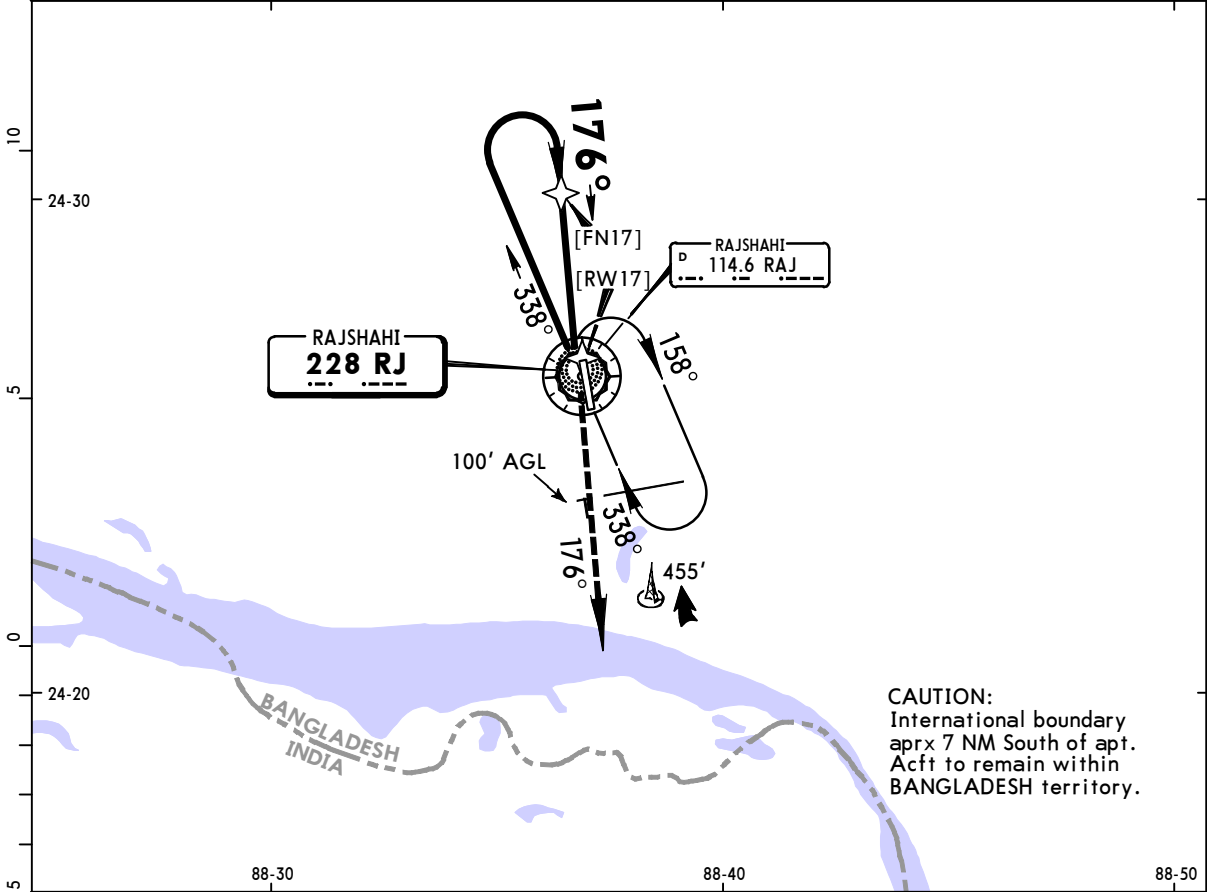 10
24-30
176°
[FN17]
RAJSHAHI
D
114.6 RAJ
[RW17]
338°
RAJSHAHI
228 RJ
158°
5
100' AGL
338°
176°
455'
0
24-20
BANGLADESH
INDIA
CAUTION:
International boundary
aprx 7 NM South of apt.
Acft to remain within
BANGLADESH territory.
5
88-30
88-40
88-50